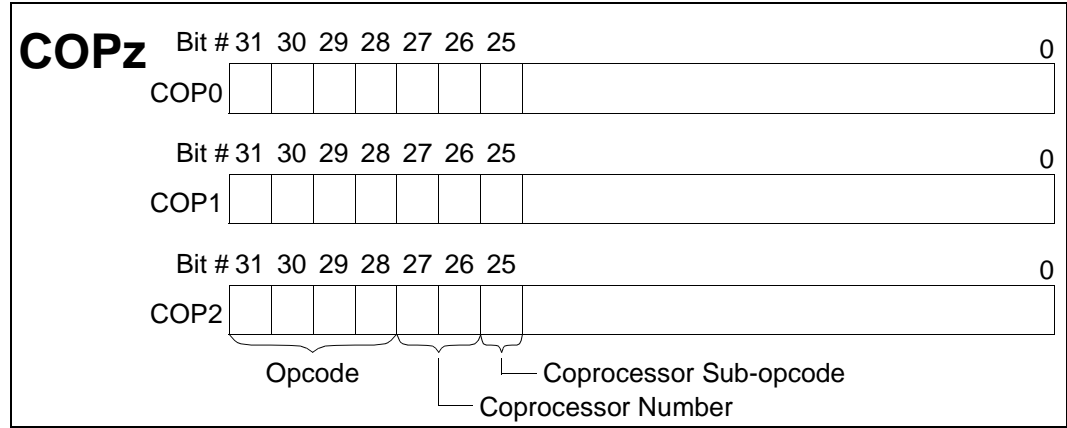 COPz
Bit # 31 30 29 28 27 26 25 0
COP0
Bit # 31 30 29 28 27 26 25 0
COP1
Bit # 31 30 29 28 27 26 25 0
COP2
Opcode
Coprocessor Sub-opcode
Coprocessor Number